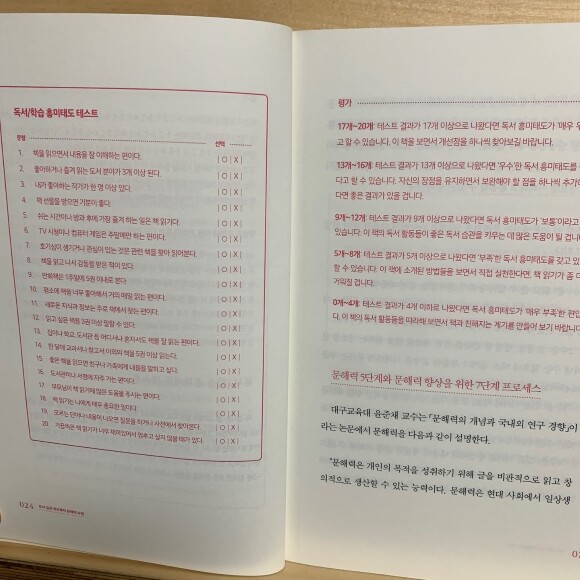 독서/학습 흥미태도 테스트
문항 선택
1. 책을 읽으면서 내용을 잘 이해하는 편이다. O X
2. 좋아하거나 즐겨 읽는 도서 분야가 3개 이상 된다. O X
3. 내가 좋아하는 작가가 한 명 이상 있다. O X
4. 책 선물을 받으면 기분이 좋다. O X
5. 쉬는 시간이나 방과 후에 가장 즐겨 하는 일은 책 읽기다. O X
6. TV 시청이나 컴퓨터 게임은 주말에만 하는 편이다. O X
7. 호기심이 생기거나 관심이 있는 것은 관련 책을 찾아 읽어본다. O X
8. 책을 읽고 나서 감동을 받은 적이 있다. O X
9. 만화책은 1주일에 5개 이내로 본다. O X
10. 평소에 책을 너무 좋아해서 거의 매일 읽는 편이다. O X
11. 새로운 지식과 정보는 주로 책에서 찾는 편이다. O X
12. 읽고 싶은 책을 3권 이상 말할 수 있다. O X
13. 집이나 학교, 도서관 등 어디서나 혼자서도 책을 잘 읽는 편이다. O X
14. 한 달에 교과서나 참고서 이외의 책을 5권 이상 읽는다. O X
15. 좋은 책을 읽으면 친구나 가족에게 내용을 말하고 싶다. O X
16. 도서관이나 서점에 자주 가는 편이다. O X
17. 부모님이 책 읽기에 많은 도움을 주시는 편이다. O X
18. 책 읽기는 나에게 매우 중요한 일이다. O X
19. 모르는 단어나 내용이 나오면 질문을 하거나 사전에서 찾아본다. O X
20. 가끔씩은 책 읽기가 너무 재미있어서 멈추고 싶지 않을 때가 있다. O X
024
평가
17개~20개: 테스트 결과가 17개 이상으로 나왔다면 독서 흥미태도가 '매우 우
고 할 수 있습니다. 이 책을 보면서 개선점을 하나씩 찾아보길 바랍니다.
13개~16개: 테스트 결과가 13개 이상으로 나왔다면 '우수'한 독서 흥미태도를
다고 할 수 있습니다. 자신의 장점을 유지하면서 보완해야 할 점을 하나씩 추가하
다면 좋은 결과가 있을 겁니다.
9개~12개: 테스트 결과가 9개 이상으로 나왔다면 독서 흥미태도가 '보통'이라고
있습니다. 이 책의 독서 활동들이 좋은 독서 습관을 키우는 데 많은 도움이 될 겁니
5개~8개: 테스트 결과가 5개 이상으로 나왔다면 '부족'한 독서 흥미태도를 갖고 있
할 수 있습니다. 이 책에 소개된 방법들을 보면서 직접 실천한다면, 책 읽기가 좀 더
거워질 겁니다.
0개~4개: 테스트 결과가 4개 이하로 나왔다면 독서 흥미태도가 '매우 부족'한 편입
다. 이 책의 독서 활동들을 따라해 보면서 책과 친해지는 계기를 만들어 보기 바랍니
문해력 5단계와 문해력 향상을 위한 7단계 프로세스
대구교육대 윤준채 교수는 「문해력의 개념과 국내외 연구 경향」이
라는 논문에서 문해력을 다음과 같이 설명한다.
"문해력은 개인의 목적을 성취하기 위해 글을 비판적으로 읽고 창
의적으로 생산할 수 있는 능력이다. 문해력은 현대 사회에서 일상생